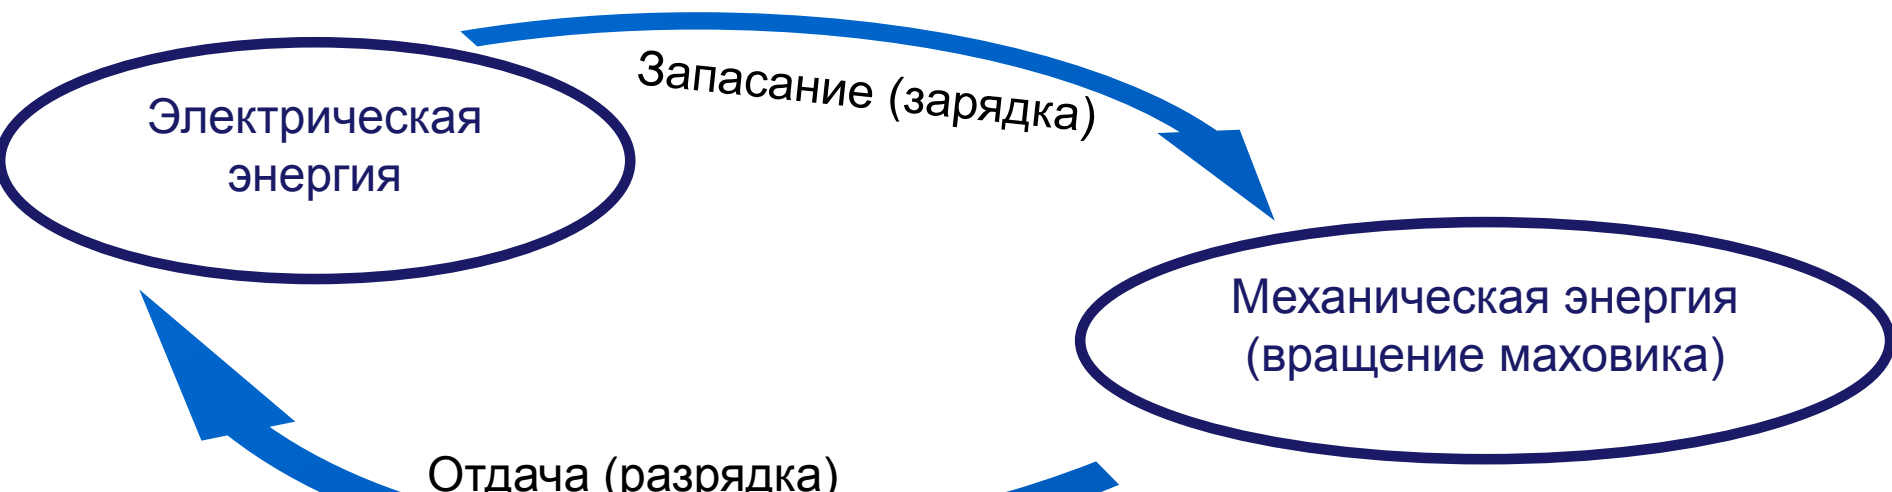 Запасание (зарядка)
Электрическая
энергия
Механическая энергия
(вращение маховика)
Отдача (разрядка)